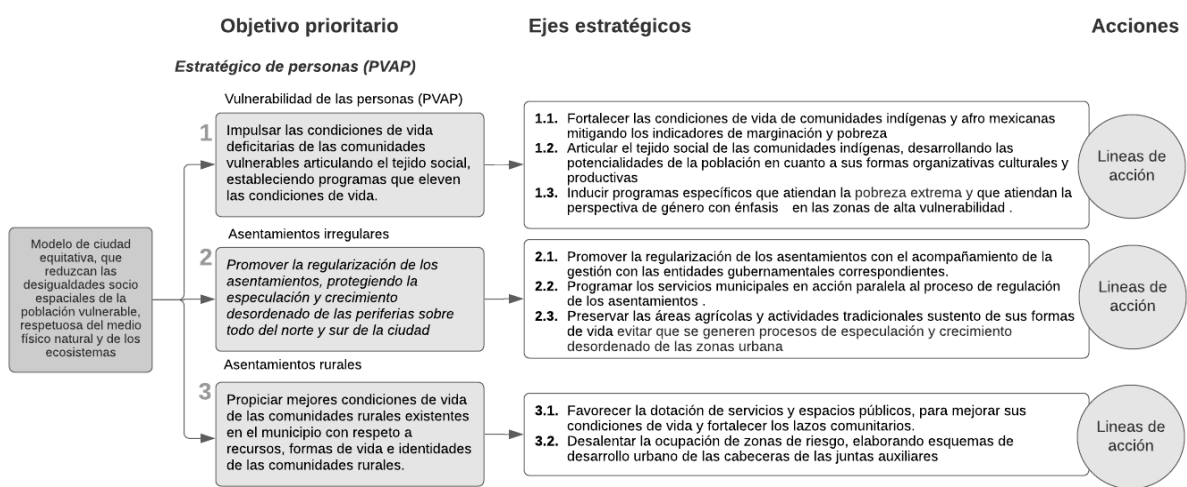 Objetivo prioritario
Ejes estratégicos
Acciones
Estratégico de personas (PVAP)
Modelo de ciudad
equitativa, que
reduzcan las
desigualdades socio
espaciales de la
población vulnerable,
respetuosa del medio
físico natural y de los
ecosistemas
Vulnerabilidad de las personas (PVAP)
1
Impulsar las condiciones de vida
deficitarias de las comunidades
vulnerables articulando el tejido social,
estableciendo programas que eleven
las condiciones de vida.
1.1. Fortalecer las condiciones de vida de comunidades indígenas y afro mexicanas
mitigando los indicadores de marginación y pobreza
1.2. Articular el tejido social de las comunidades indígenas, desarrollando las
potencialidades de la población en cuanto a sus formas organizativas culturales y
productivas
1.3. Inducir programas específicos que atiendan la pobreza extrema y que atiendan la
perspectiva de género con énfasis en las zonas de alta vulnerabilidad .
Lineas de
acción
Asentamientos irregulares
2
Promover la regularización de los
asentamientos, protegiendo la
especulación y crecimiento
desordenado de las periferias sobre
todo del norte y sur de la ciudad
2.1. Promover la regularización de los asentamientos con el acompañamiento de la
gestión con las entidades gubernamentales correspondientes.
2.2. Programar los servicios municipales en acción paralela al proceso de regulación
de los asentamientos .
2.3. Preservar las áreas agrícolas y actividades tradicionales sustento de sus formas
de vida evitar que se generen procesos de especulación y crecimiento
desordenado de las zonas urbana
Lineas de
acción
Asentamientos rurales
3
Propiciar mejores condiciones de vida
de las comunidades rurales existentes
en el municipio con respeto a
recursos, formas de vida e identidades
de las comunidades rurales.
3.1. Favorecer la dotación de servicios y espacios públicos, para mejorar sus
condiciones de vida y fortalecer los lazos comunitarios.
3.2. Desalentar la ocupación de zonas de riesgo, elaborando esquemas de
desarrollo urbano de las cabeceras de las juntas auxiliares
Lineas de
acción